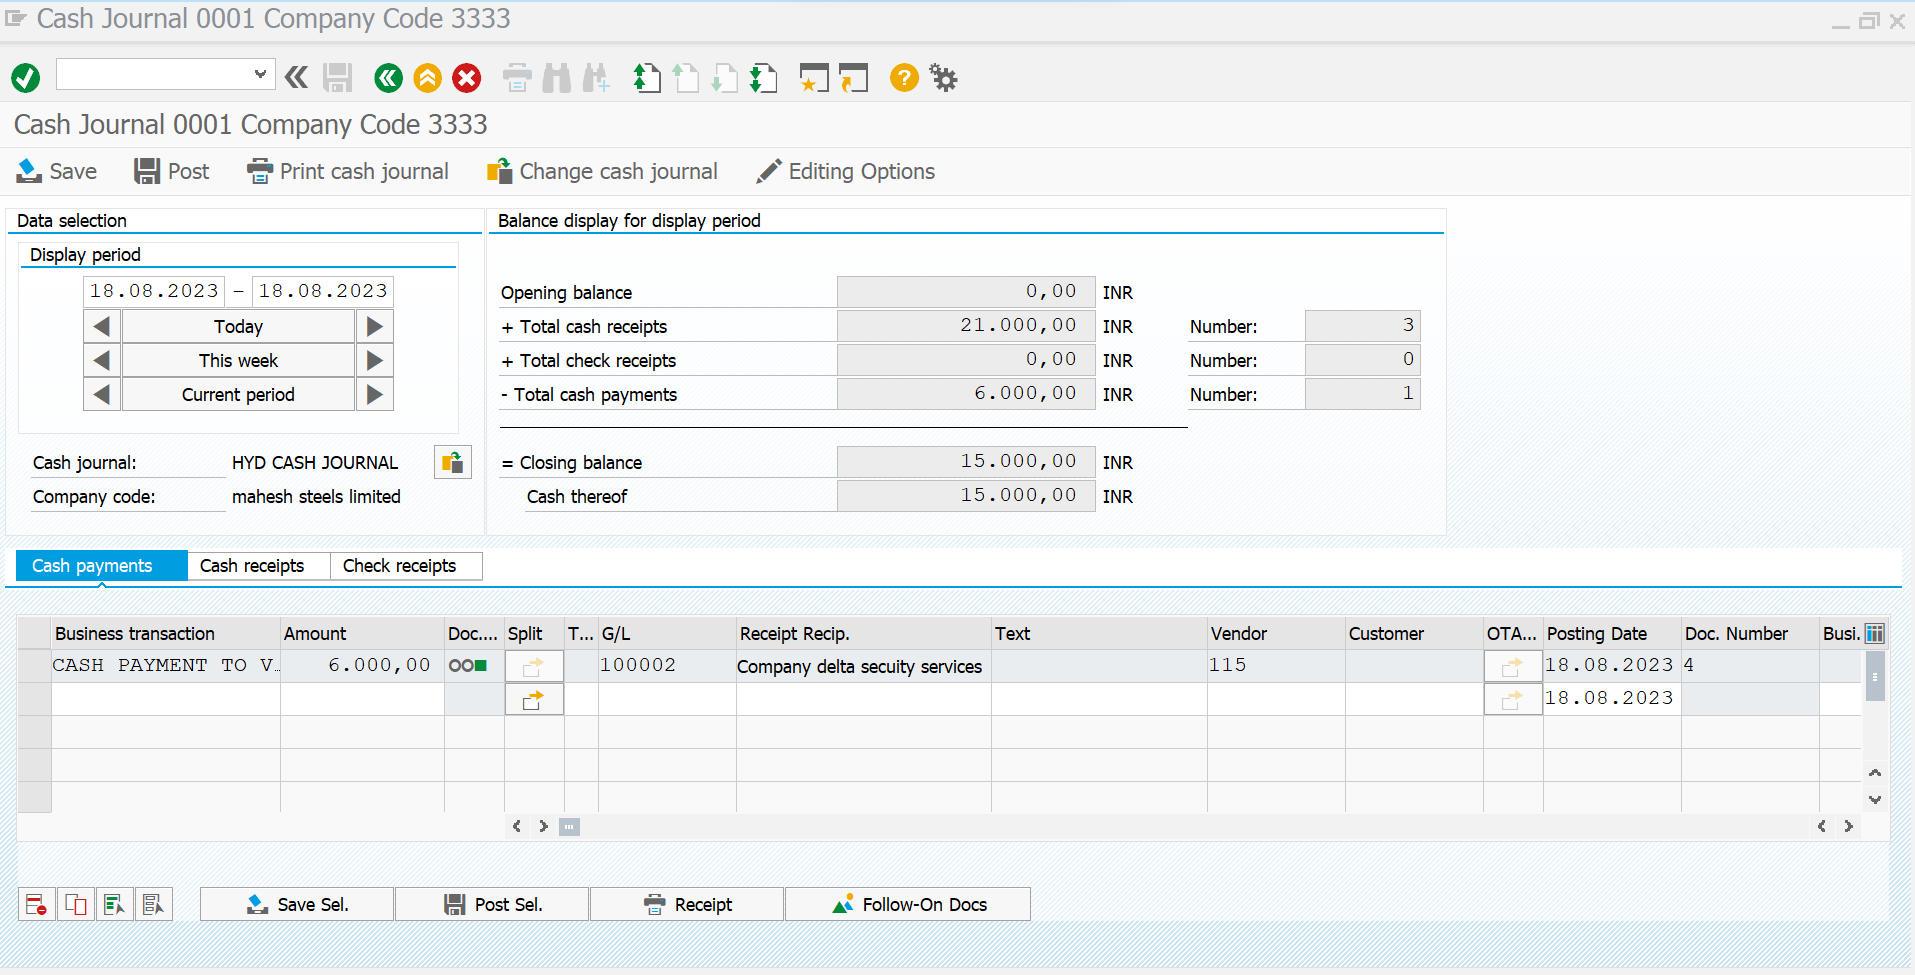 Cash Journal 0001 Company Code 3333
Cash Journal 0001 Company Code 3333
Save Post Print cash journal Change cash journal Editing Options
Data selection
Display period
18.08.2023 - 18.08.2023
Today
This week
Current period
Cash journal: HYD CASH JOURNAL
Company code: mahesh steels limited
Balance display for display period
Opening balance 0,00 INR
+ Total cash receipts 21.000,00 INR Number: 3
+ Total check receipts 0,00 INR Number: 0
- Total cash payments 6.000,00 INR Number: 1
= Closing balance 15.000,00 INR
Cash thereof 15.000,00 INR
Cash payments Cash receipts Check receipts
Business transaction Amount Doc.... Split T... G/L Receipt Recip. Text Vendor Customer OTA... Posting Date Doc. Number Busi.
CASH PAYMENT TO V… 6.000,00 100002 Company delta secuity services 115 18.08.2023 4
18.08.2023
Save Sel. Post Sel. Receipt Follow-On Docs